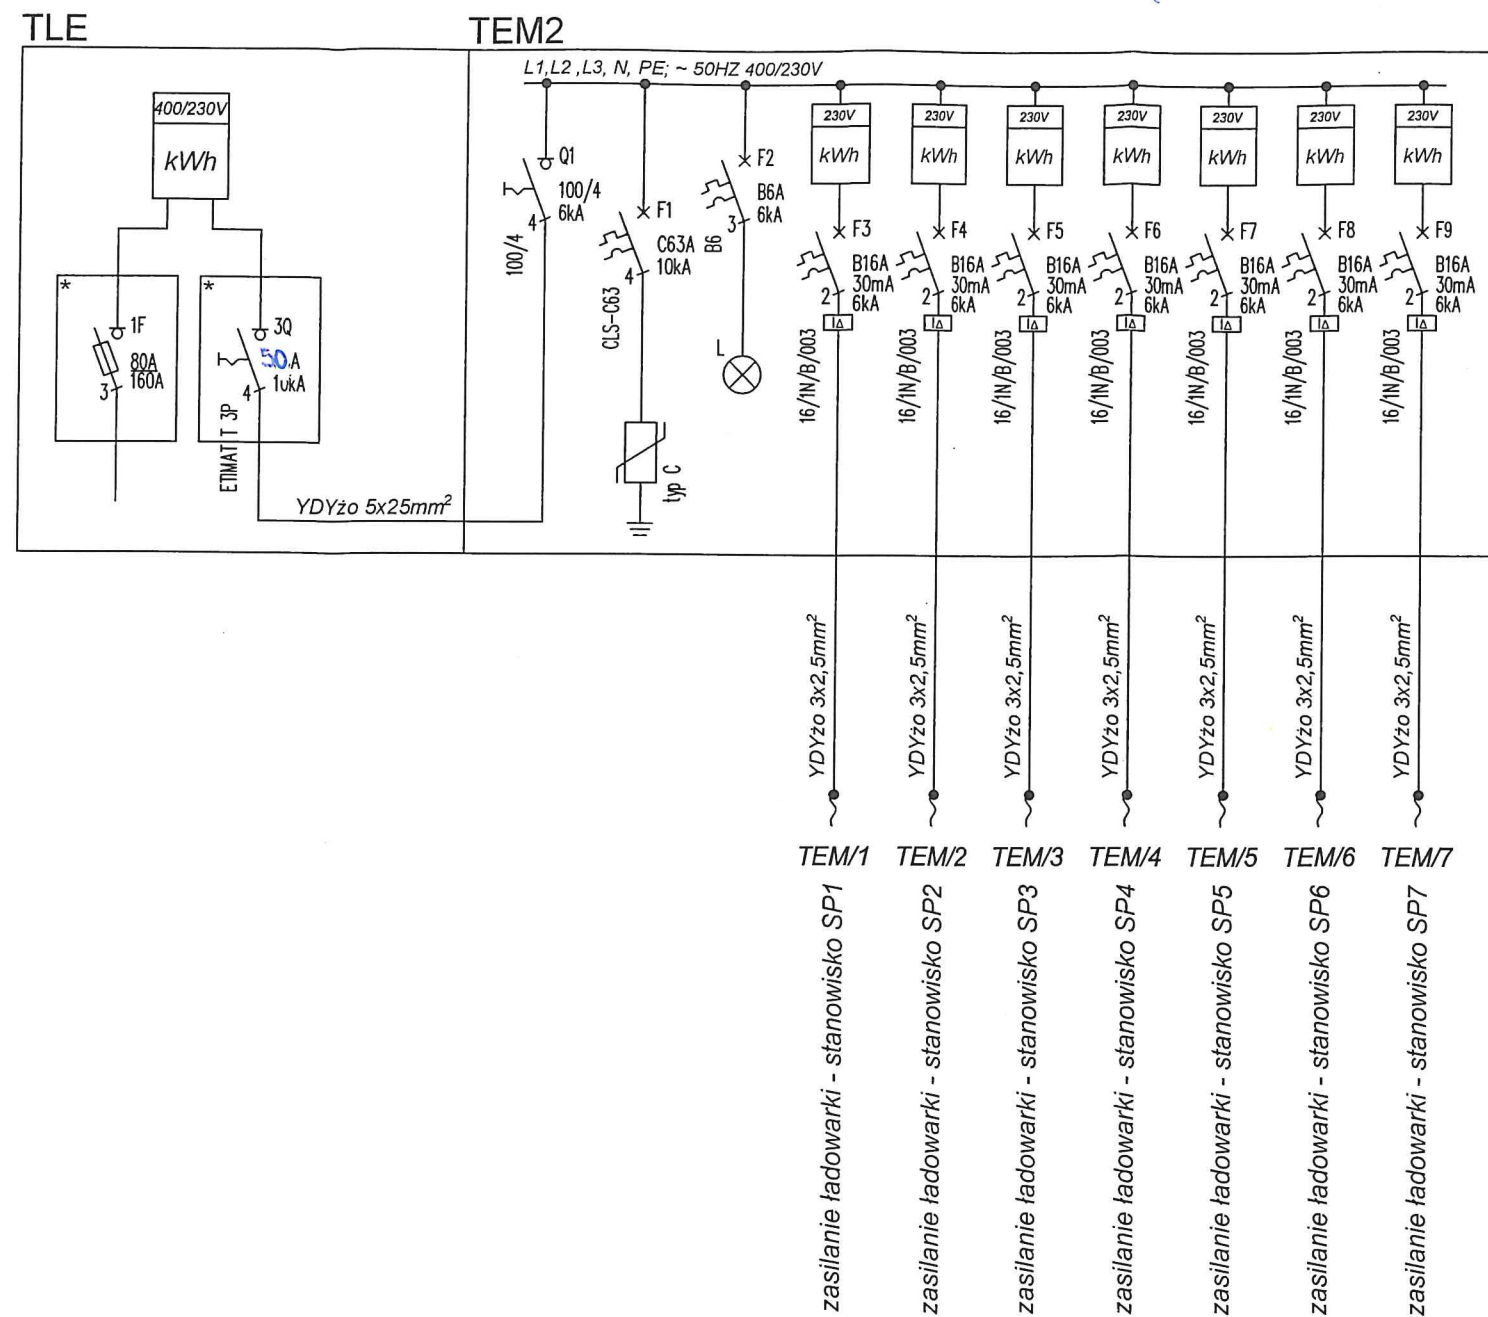 TLE
TEM2
L1,L2 ,L3, N, PE; ~ 50HZ 400/230V
400/230V
kWh
*
1F
80A
160A
3
*
3Q
50.A
4
ETIMAT T 3P
YDYżo 5x25mm²
Q1
100/4
6kA
4
100/4
F1
C63A
10kA
4
CLS-C63
typ C
F2
B6A
6kA
3
B6
L
230V
kWh
F3
B16A
30mA
6kA
2
I∆
16/1N/B/003
YDYżo 3x2,5mm²
TEM/1
zasilanie ładowarki - stanowisko SP1
230V
kWh
F4
B16A
30mA
6kA
2
I∆
16/1N/B/003
YDYżo 3x2,5mm²
TEM/2
zasilanie ładowarki - stanowisko SP2
230V
kWh
F5
B16A
30mA
6kA
2
I∆
16/1N/B/003
YDYżo 3x2,5mm²
TEM/3
zasilanie ładowarki - stanowisko SP3
230V
kWh
F6
B16A
30mA
6kA
2
I∆
16/1N/B/003
YDYżo 3x2,5mm²
TEM/4
zasilanie ładowarki - stanowisko SP4
230V
kWh
F7
B16A
30mA
6kA
2
I∆
16/1N/B/003
YDYżo 3x2,5mm²
TEM/5
zasilanie ładowarki - stanowisko SP5
230V
kWh
F8
B16A
30mA
6kA
2
I∆
16/1N/B/003
YDYżo 3x2,5mm²
TEM/6
zasilanie ładowarki - stanowisko SP6
230V
kWh
F9
B16A
30mA
6kA
2
I∆
16/1N/B/003
YDYżo 3x2,5mm²
TEM/7
zasilanie ładowarki - stanowisko SP7